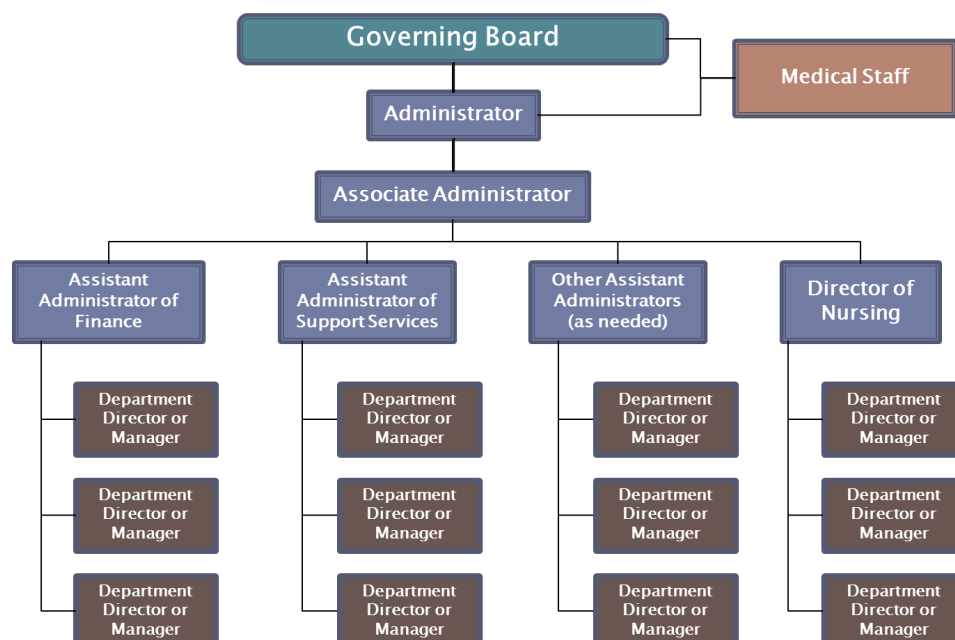 Governing Board
Medical Staff
Administrator
Associate Administrator
Assistant
Administrator of
Finance
Assistant
Administrator of
Support Services
Other Assistant
Administrators
(as needed)
Director of
Nursing
Department
Director or
Manager
Department
Director or
Manager
Department
Director or
Manager
Department
Director or
Manager
Department
Director or
Manager
Department
Director or
Manager
Department
Director or
Manager
Department
Director or
Manager
Department
Director or
Manager
Department
Director or
Manager
Department
Director or
Manager
Department
Director or
Manager